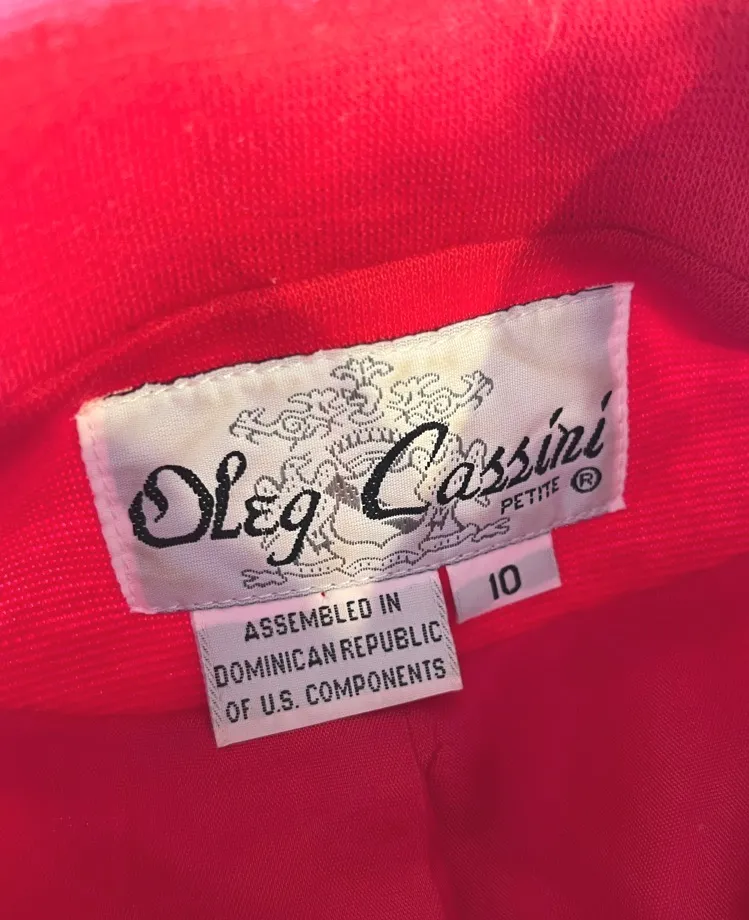 Oleg Cassini
PETITE ®
10
ASSEMBLED IN
DOMINICAN REPUBLIC
OF U.S. COMPONENTS